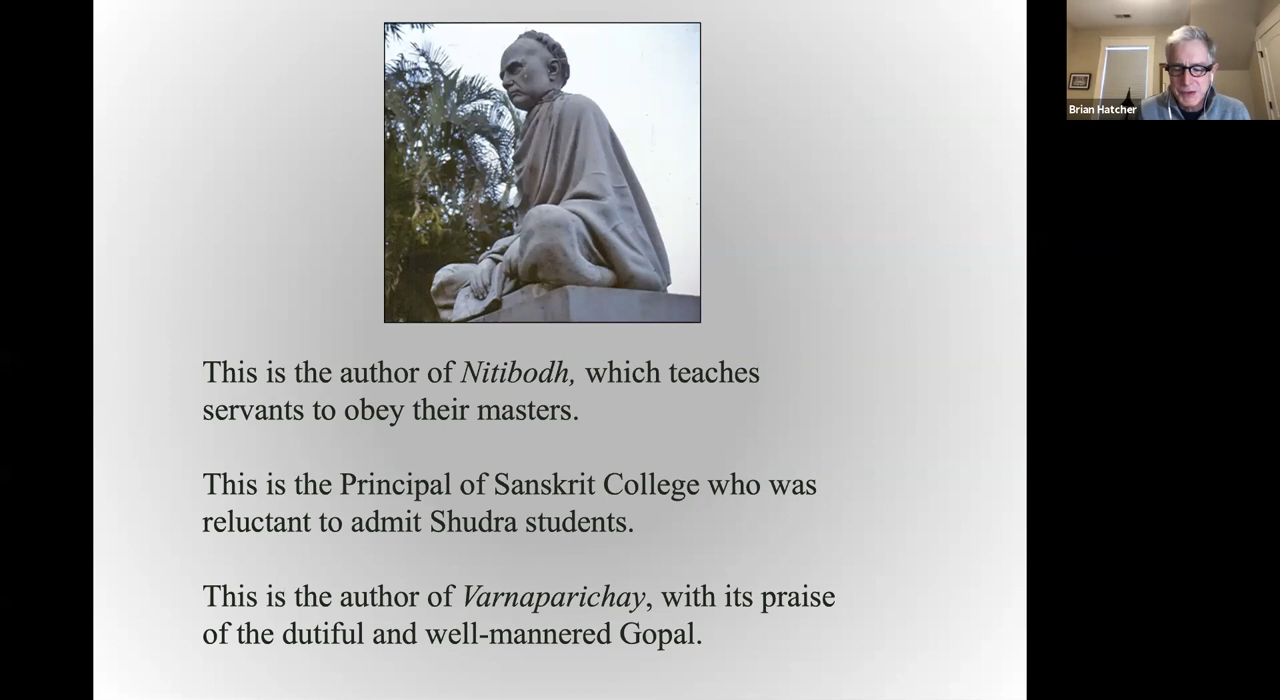 This is the author of Nitibodh, which teaches
servants to obey their masters.
This is the Principal of Sanskrit College who was
reluctant to admit Shudra students.
This is the author of Varnaparichay, with its praise
of the dutiful and well-mannered Gopal.
Brian Hatcher